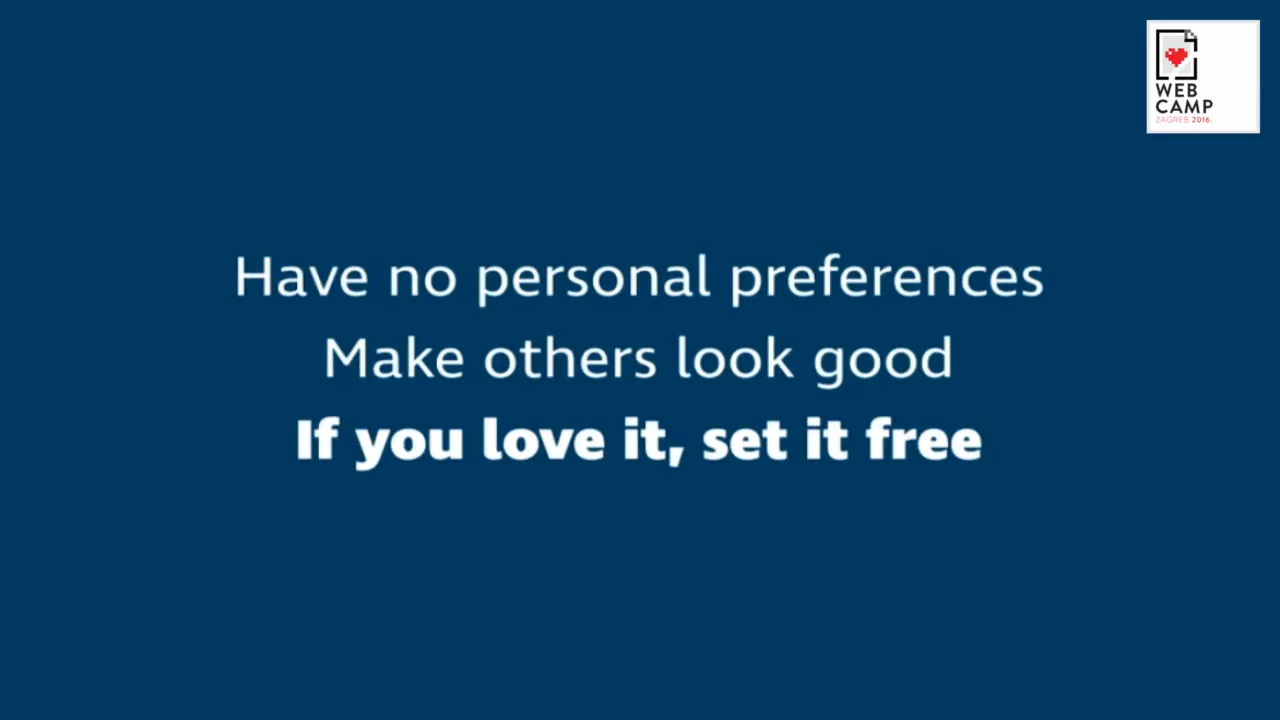 WEB
CAMP
ZAGREB 2016.
Have no personal preferences
Make others look good
If you love it, set it free